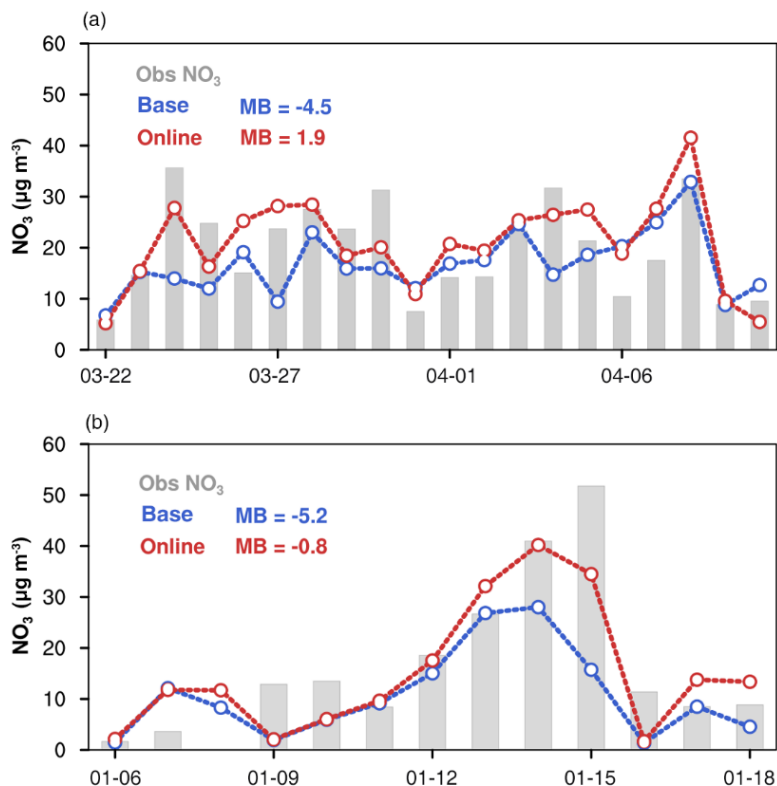 (a)
60
50
40
30
20
10
0
NO₃ (µg m⁻³)
Obs NO₃
Base MB = -4.5
Online MB = 1.9
03-22 03-27 04-01 04-06
(b)
60
50
40
30
20
10
0
NO₃ (µg m⁻³)
Obs NO₃
Base MB = -5.2
Online MB = -0.8
01-06 01-09 01-12 01-15 01-18